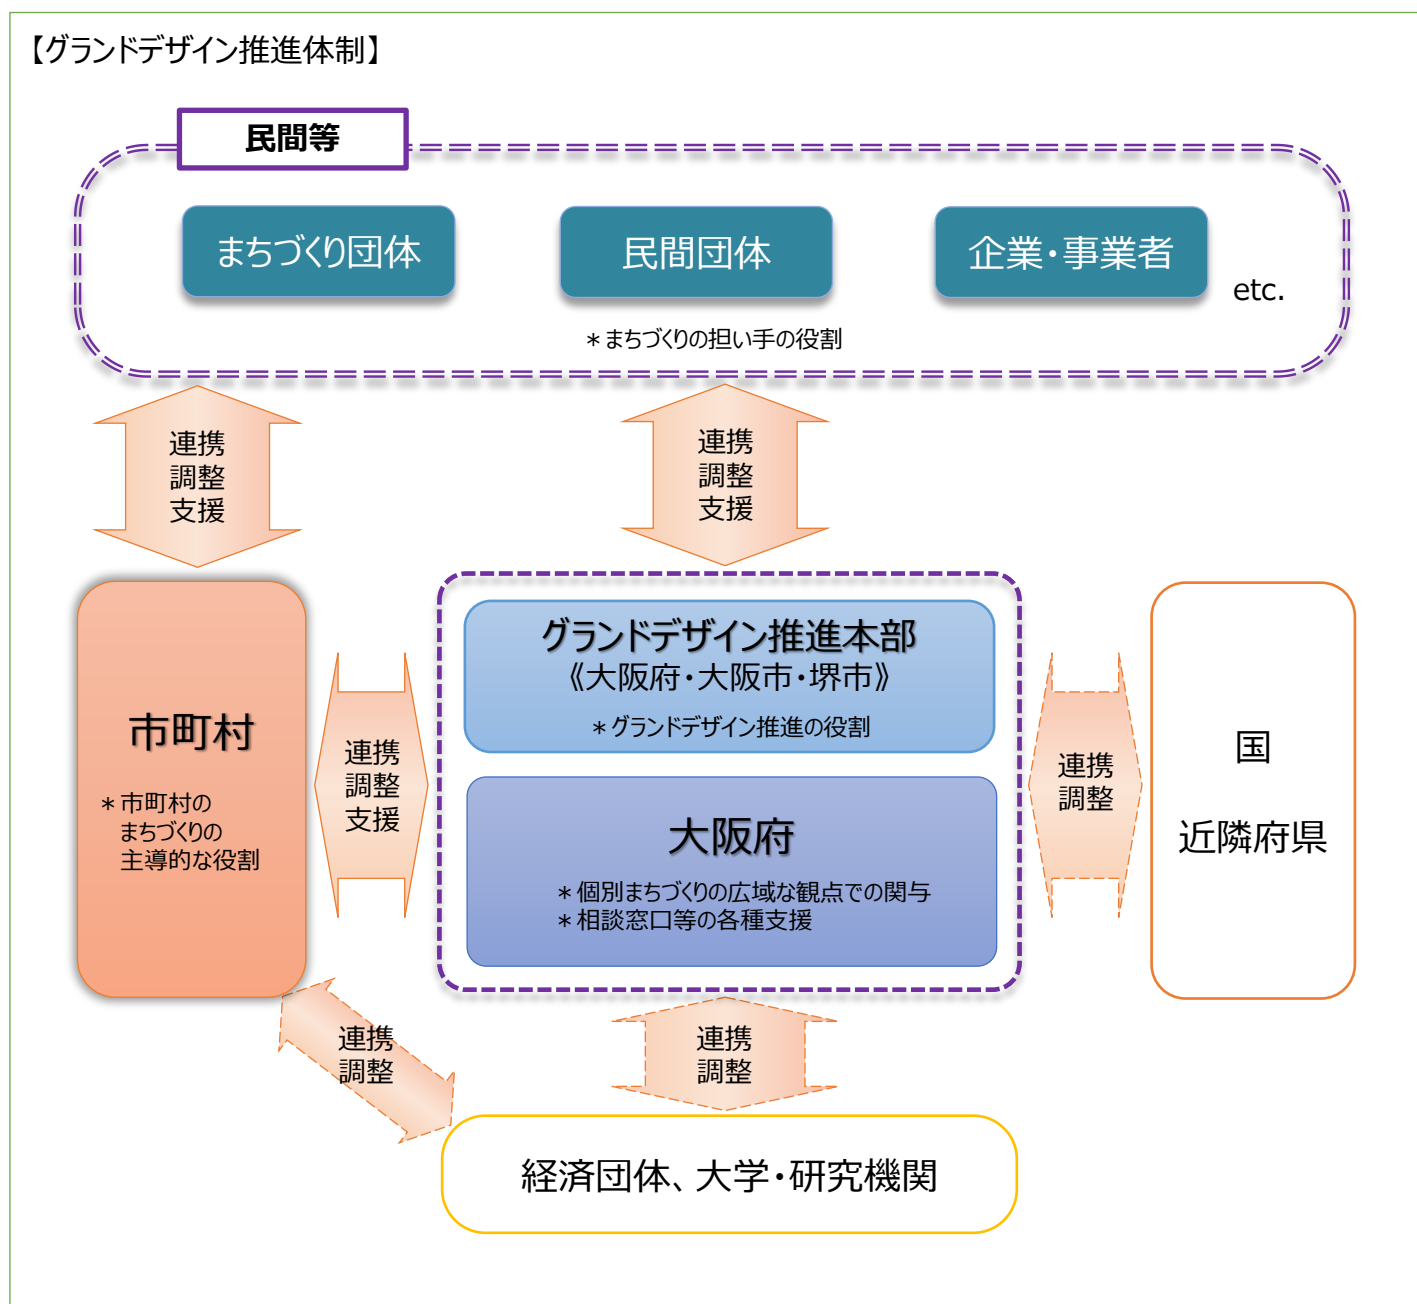 【グランドデザイン推進体制】
民間等
まちづくり団体
民間団体
企業・事業者
etc.
＊まちづくりの担い手の役割
連携
調整
支援
連携
調整
支援
市町村
＊市町村の
まちづくりの
主導的な役割
連携
調整
支援
グランドデザイン推進本部
《大阪府・大阪市・堺市》
＊グランドデザイン推進の役割
大阪府
＊個別まちづくりの広域な観点での関与
＊相談窓口等の各種支援
連携
調整
国
近隣府県
連携
調整
連携
調整
経済団体、大学・研究機関